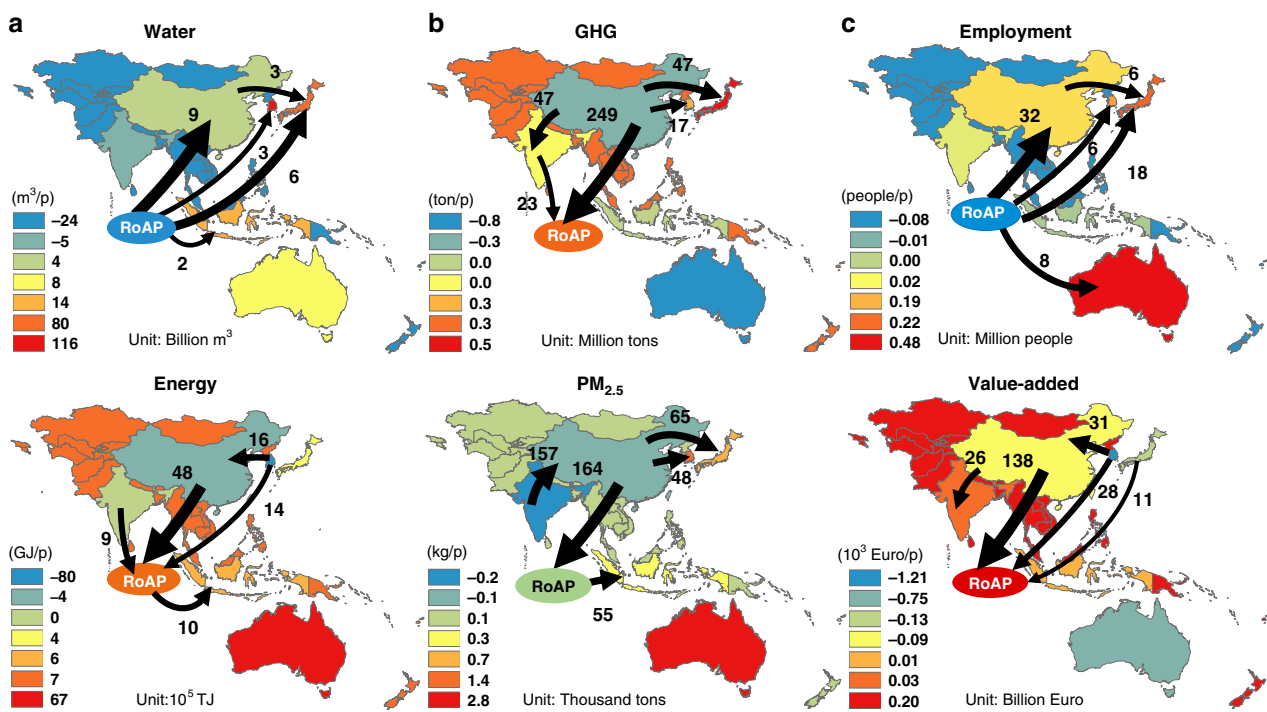 a
Water
3
9
3
6
(m³/p)
−24
−5
4
8
14
80
116
RoAP
2
Unit: Billion m³
b
GHG
47
47
249
17
23
(ton/p)
−0.8
−0.3
0.0
0.0
0.3
0.3
0.5
RoAP
Unit: Million tons
c
Employment
6
32
6
18
(people/p)
−0.08
−0.01
0.00
0.02
0.19
0.22
0.48
RoAP
8
Unit: Million people
Energy
16
48
14
9
(GJ/p)
−80
−4
0
4
6
7
67
RoAP
10
Unit:10⁵ TJ
PM₂.₅
65
157
164
48
(kg/p)
−0.2
−0.1
0.1
0.3
0.7
1.4
2.8
RoAP
55
Unit: Thousand tons
Value-added
31
26
138
28
11
(10³ Euro/p)
−1.21
−0.75
−0.13
−0.09
0.01
0.03
0.20
RoAP
Unit: Billion Euro